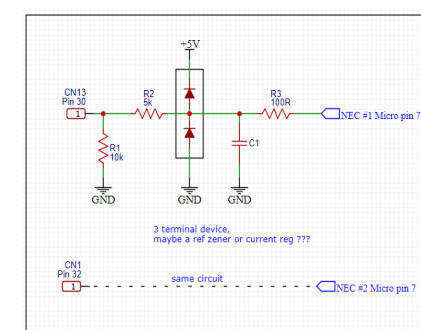 +5V
CN13
Pin 30
1
R2
5k
R3
100R
NEC #1 Micro pin 7
R1
10k
C1
GND
GND
GND
3 terminal device,
maybe a ref zener or current reg ???
CN1
Pin 32
1
same circuit
NEC #2 Micro pin 7